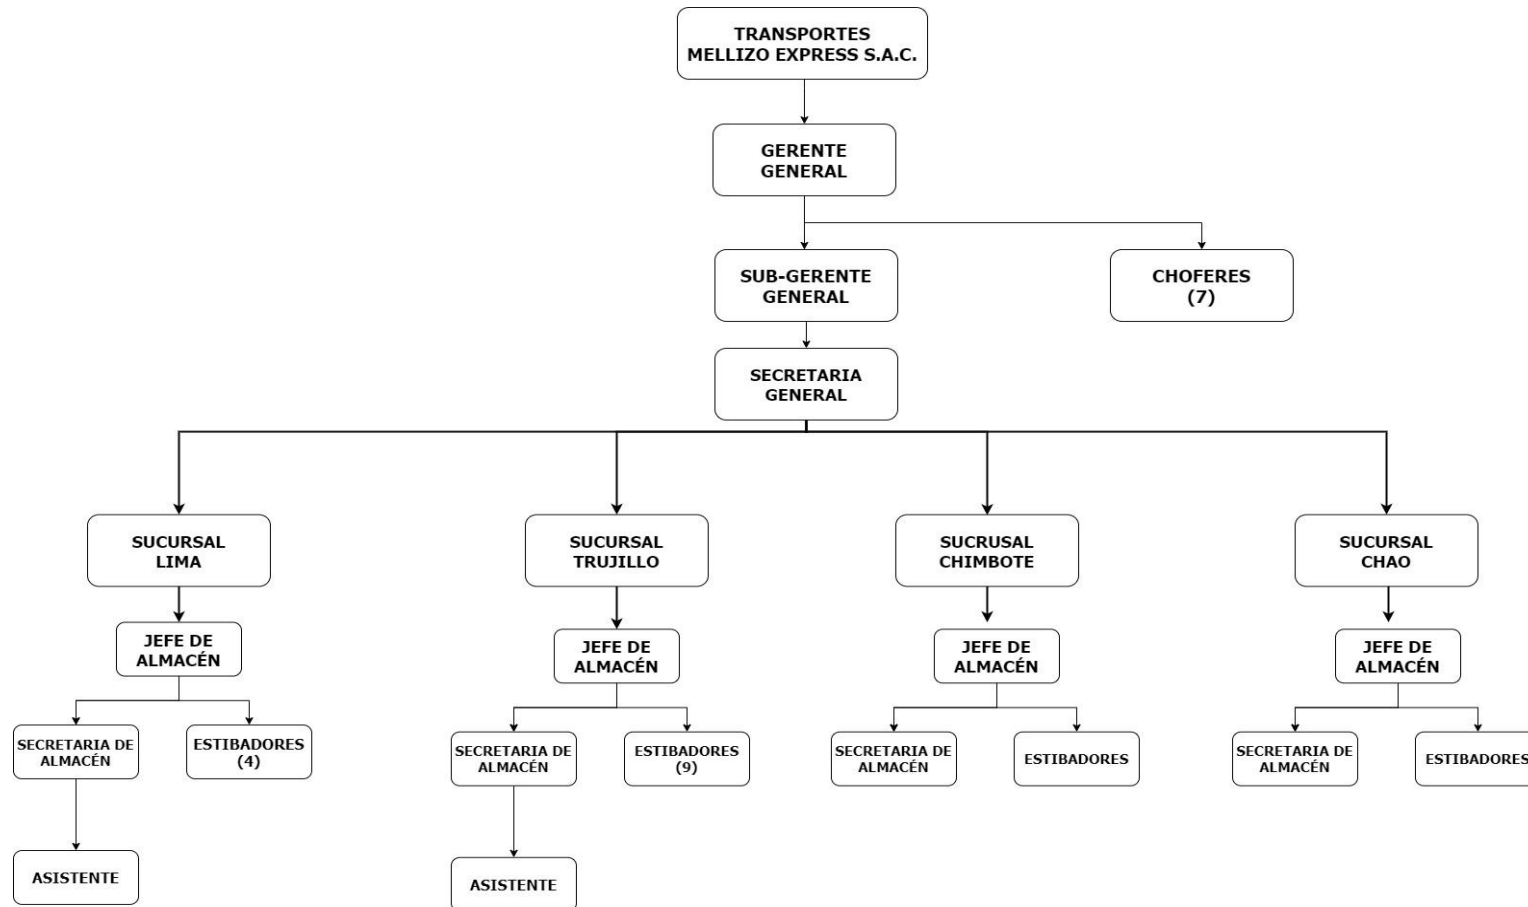 TRANSPORTES
MELLIZO EXPRESS S.A.C.
GERENTE
GENERAL
SUB-GERENTE
GENERAL
CHOFERES
(7)
SECRETARIA
GENERAL
SUCURSAL
LIMA
SUCURSAL
TRUJILLO
SUCRUSAL
CHIMBOTE
SUCURSAL
CHAO
JEFE DE
ALMACÉN
JEFE DE
ALMACÉN
JEFE DE
ALMACÉN
JEFE DE
ALMACÉN
SECRETARIA DE
ALMACÉN
ESTIBADORES
(4)
SECRETARIA DE
ALMACÉN
ESTIBADORES
(9)
SECRETARIA DE
ALMACÉN
ESTIBADORES
SECRETARIA DE
ALMACÉN
ESTIBADORES
ASISTENTE
ASISTENTE